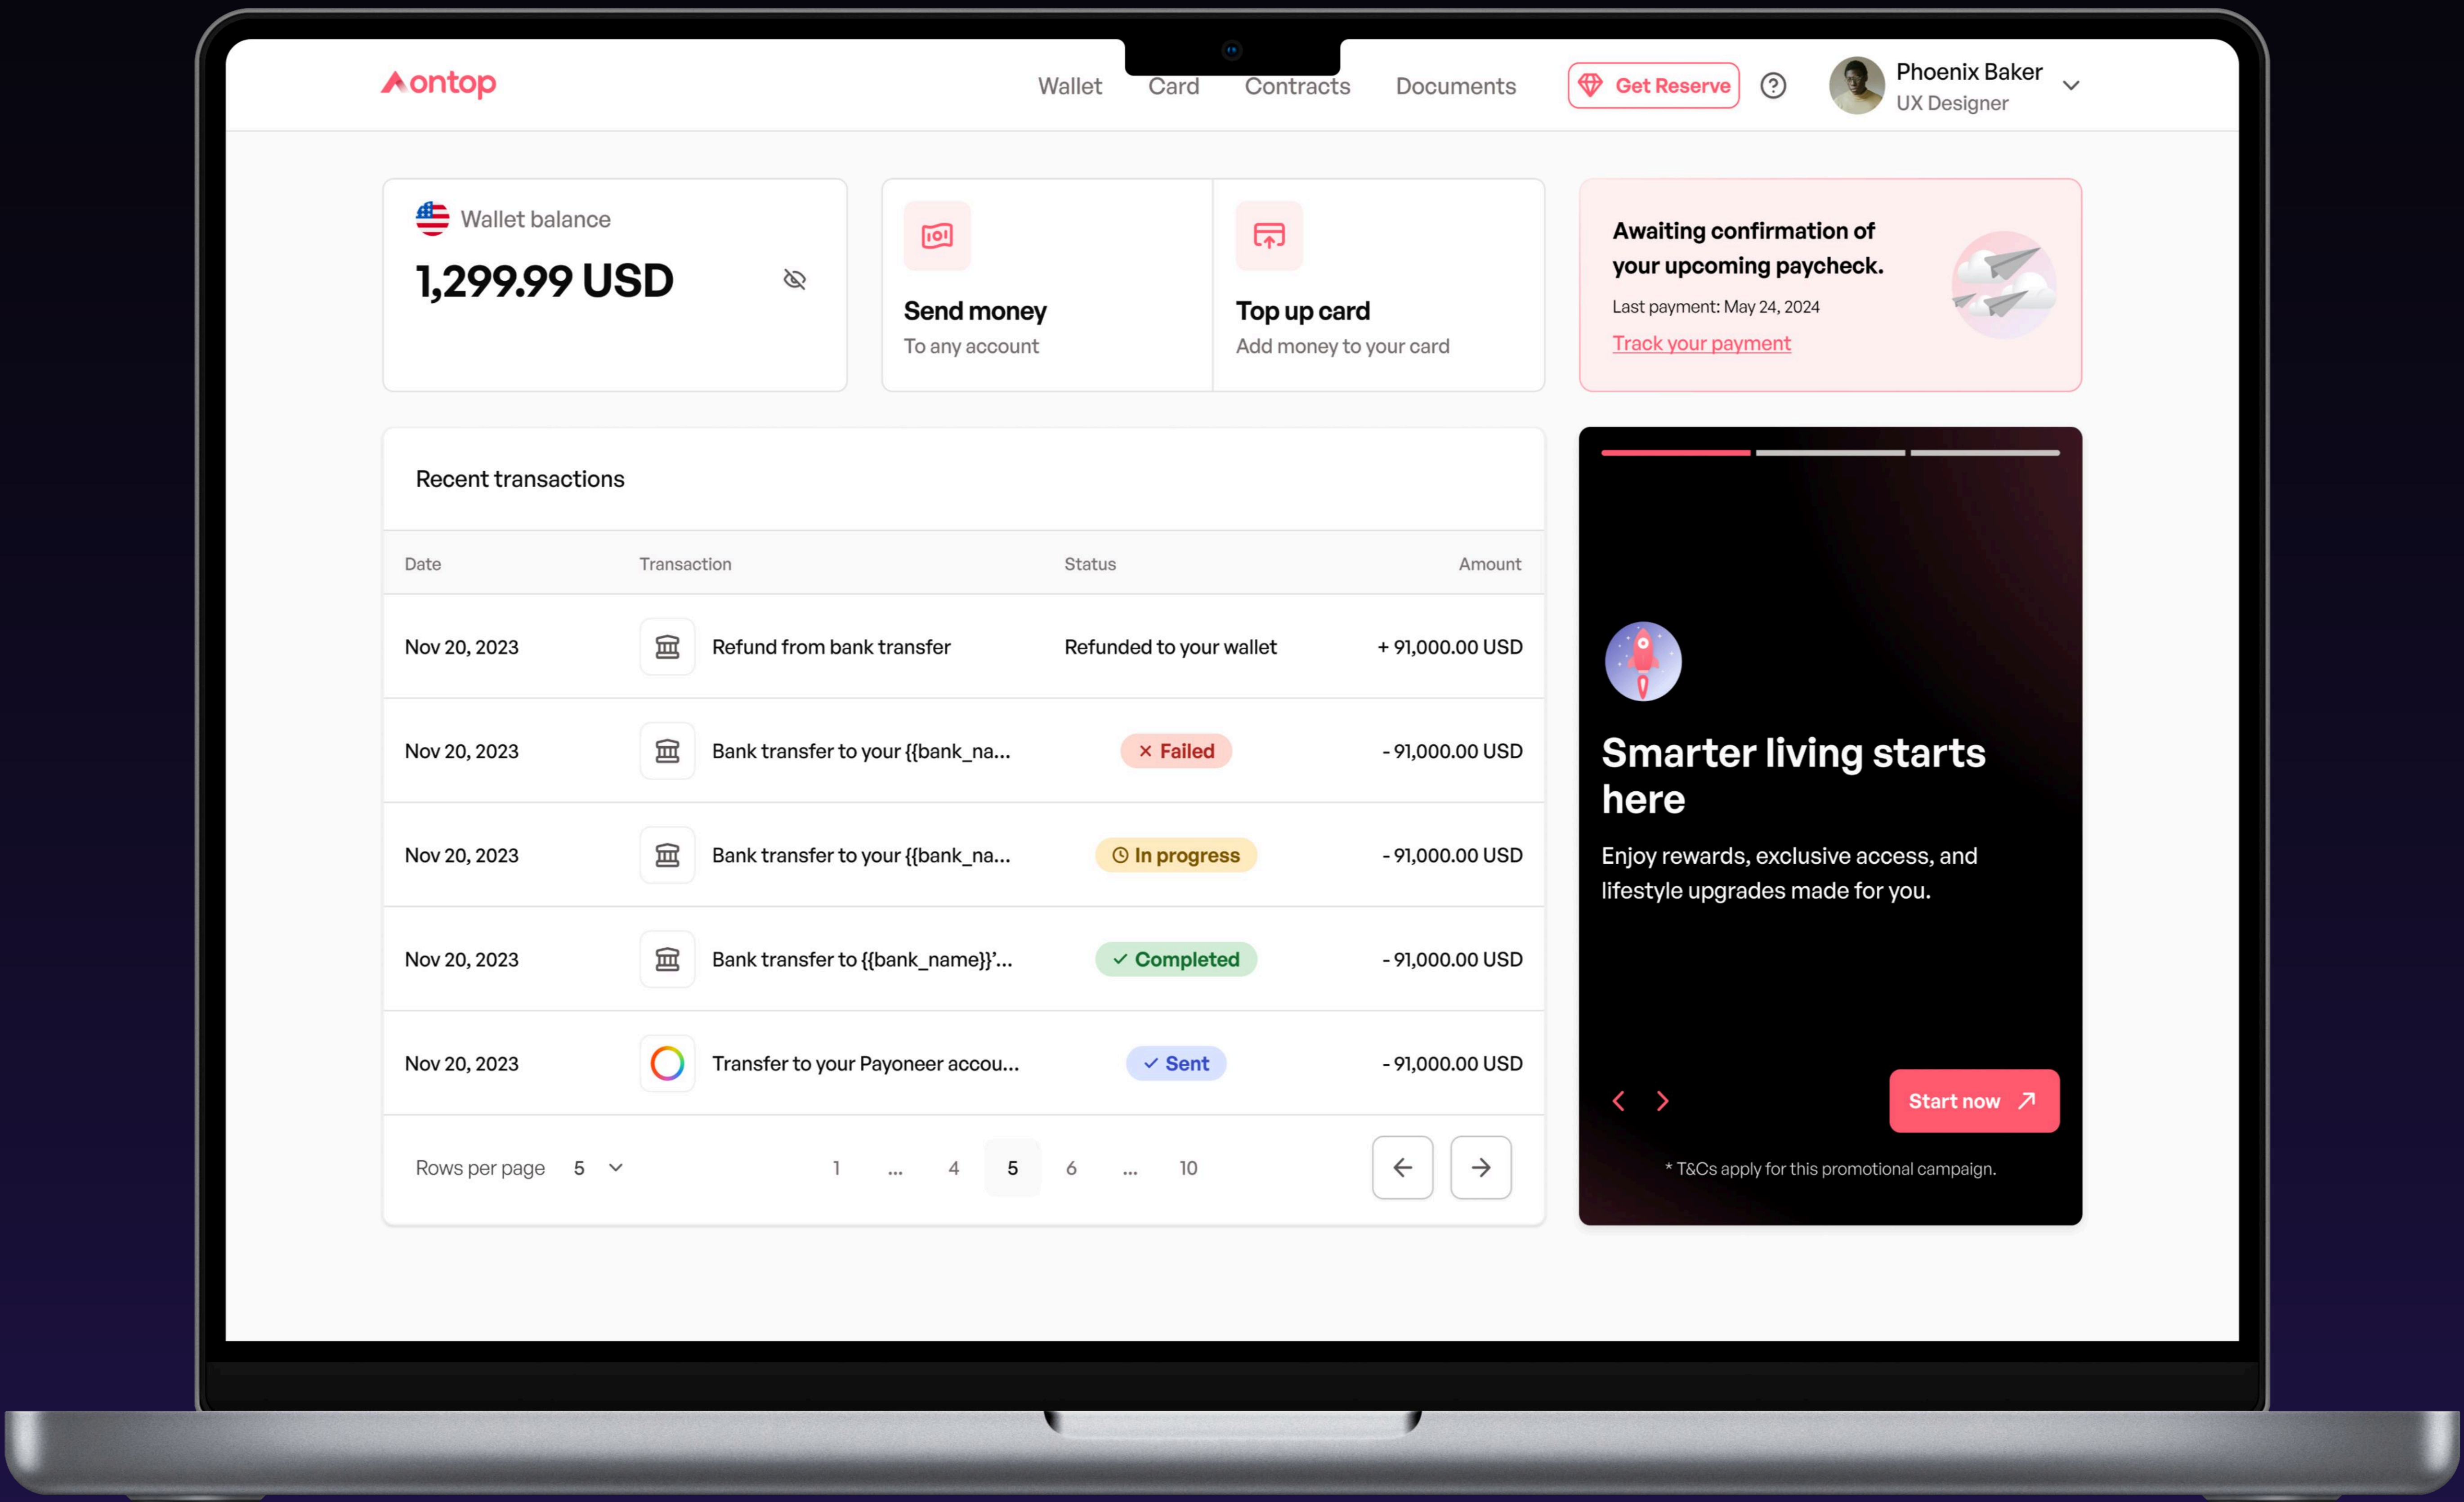 ontop
Wallet
Card
Contracts
Documents
Get Reserve
Phoenix Baker
UX Designer
Wallet balance
1,299.99 USD
Send money
To any account
Top up card
Add money to your card
Awaiting confirmation of
your upcoming paycheck.
Last payment: May 24, 2024
Track your payment
Recent transactions
Date Transaction Status Amount
Nov 20, 2023 Refund from bank transfer Refunded to your wallet + 91,000.00 USD
Nov 20, 2023 Bank transfer to your {{bank_na... Failed - 91,000.00 USD
Nov 20, 2023 Bank transfer to your {{bank_na... In progress - 91,000.00 USD
Nov 20, 2023 Bank transfer to {{bank_name}}’... Completed - 91,000.00 USD
Nov 20, 2023 Transfer to your Payoneer accou... Sent - 91,000.00 USD
Rows per page 5 1 ... 4 5 6 ... 10
Smarter living starts
here
Enjoy rewards, exclusive access, and
lifestyle upgrades made for you.
Start now
* T&Cs apply for this promotional campaign.